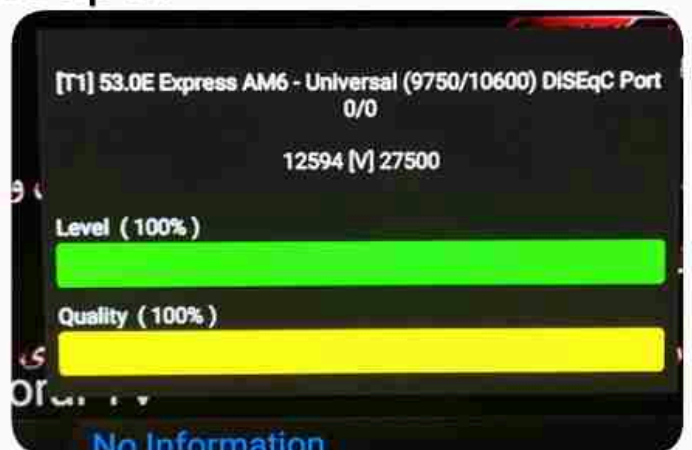 [T1] 53.0E Express AM6 - Universal (9750/10600) DISEqC Port
0/0
12594 [V] 27500
Level ( 100% )
Quality ( 100% )
No Information